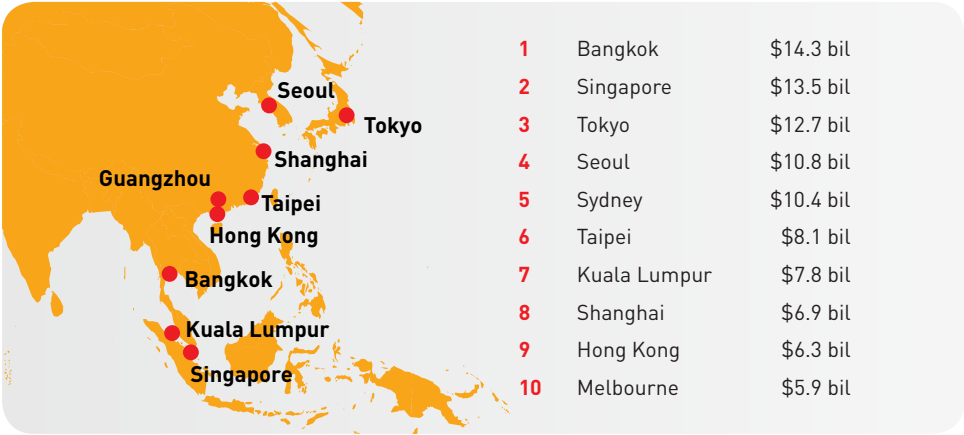 Seoul
Tokyo
Shanghai
Guangzhou
Taipei
Hong Kong
Bangkok
Kuala Lumpur
Singapore
1 Bangkok $14.3 bil
2 Singapore $13.5 bil
3 Tokyo $12.7 bil
4 Seoul $10.8 bil
5 Sydney $10.4 bil
6 Taipei $8.1 bil
7 Kuala Lumpur $7.8 bil
8 Shanghai $6.9 bil
9 Hong Kong $6.3 bil
10 Melbourne $5.9 bil